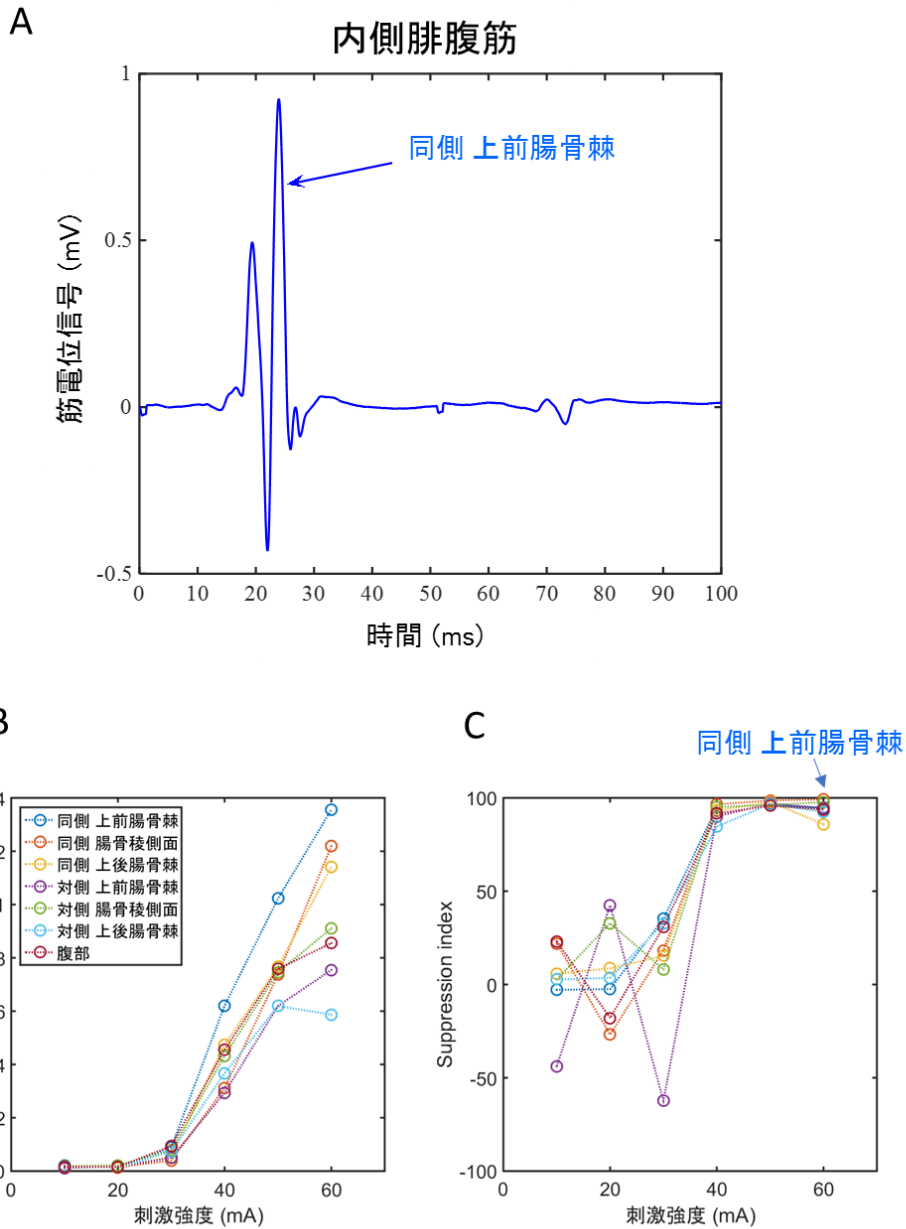 A
内側腓腹筋
1
同側 上前腸骨棘
0.5
0
-0.5
筋電位信号 (mV)
0 10 20 30 40 50 60 70 80 90 100
時間 (ms)
C
同側 上前腸骨棘
同側 上前腸骨棘
同側 腸骨稜側面
同側 上後腸骨棘
対側 上前腸骨棘
対側 腸骨稜側面
対側 上後腸骨棘
腹部
0 20 40 60
刺激強度 (mA)
100
50
0
-50
-100
Suppression index
0 20 40 60
刺激強度 (mA)